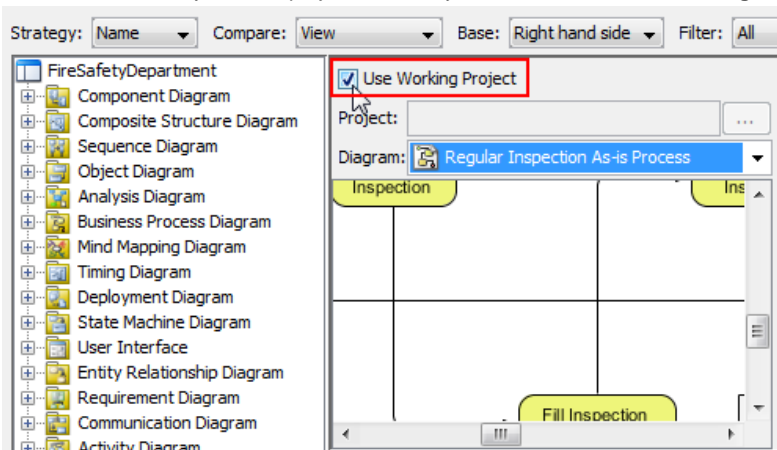 Strategy: Name Compare: View Base: Right hand side Filter: All
FireSafetyDepartment
Component Diagram
Composite Structure Diagram
Sequence Diagram
Object Diagram
Analysis Diagram
Business Process Diagram
Mind Mapping Diagram
Timing Diagram
Deployment Diagram
State Machine Diagram
User Interface
Entity Relationship Diagram
Requirement Diagram
Communication Diagram
Activity Diagram
Use Working Project
Project: ...
Diagram: Regular Inspection As-is Process
Inspection Ins
Fill Inspection